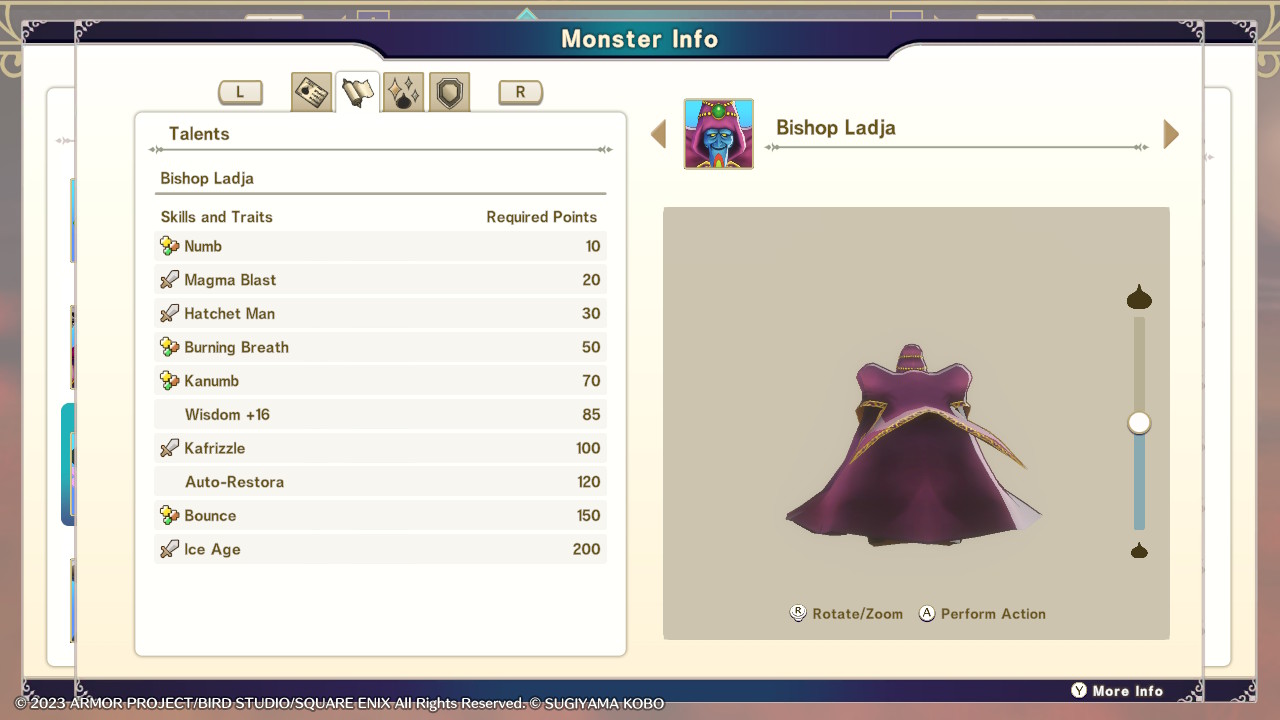 Monster Info
L
R
Talents
Bishop Ladja
Skills and Traits Required Points
Numb 10
Magma Blast 20
Hatchet Man 30
Burning Breath 50
Kanumb 70
Wisdom +16 85
Kafrizzle 100
Auto-Restora 120
Bounce 150
Ice Age 200
Bishop Ladja
R Rotate/Zoom A Perform Action
Y More Info
© 2023 ARMOR PROJECT/BIRD STUDIO/SQUARE ENIX All Rights Reserved. © SUGIYAMA KOBO